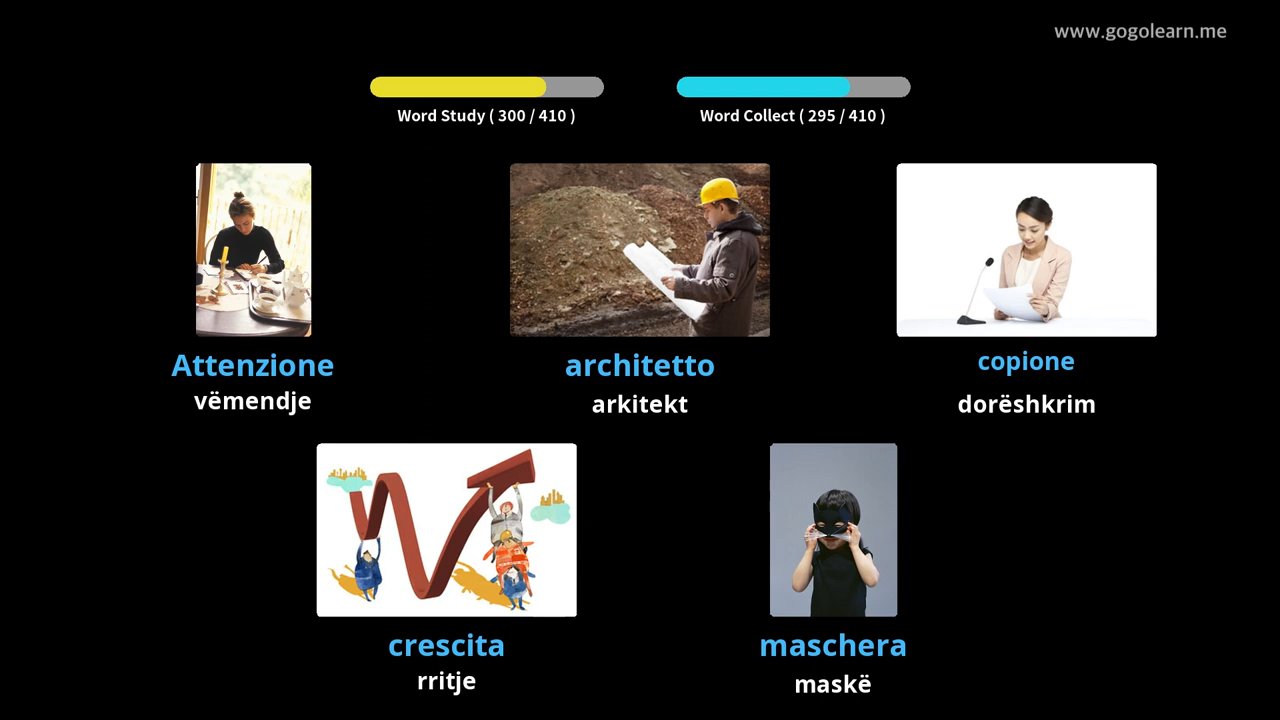 www.gogolearn.me
Word Study ( 300 / 410 )
Word Collect ( 295 / 410 )
Attenzione
vëmendje
architetto
arkitekt
copione
dorëshkrim
crescita
rritje
maschera
maskë